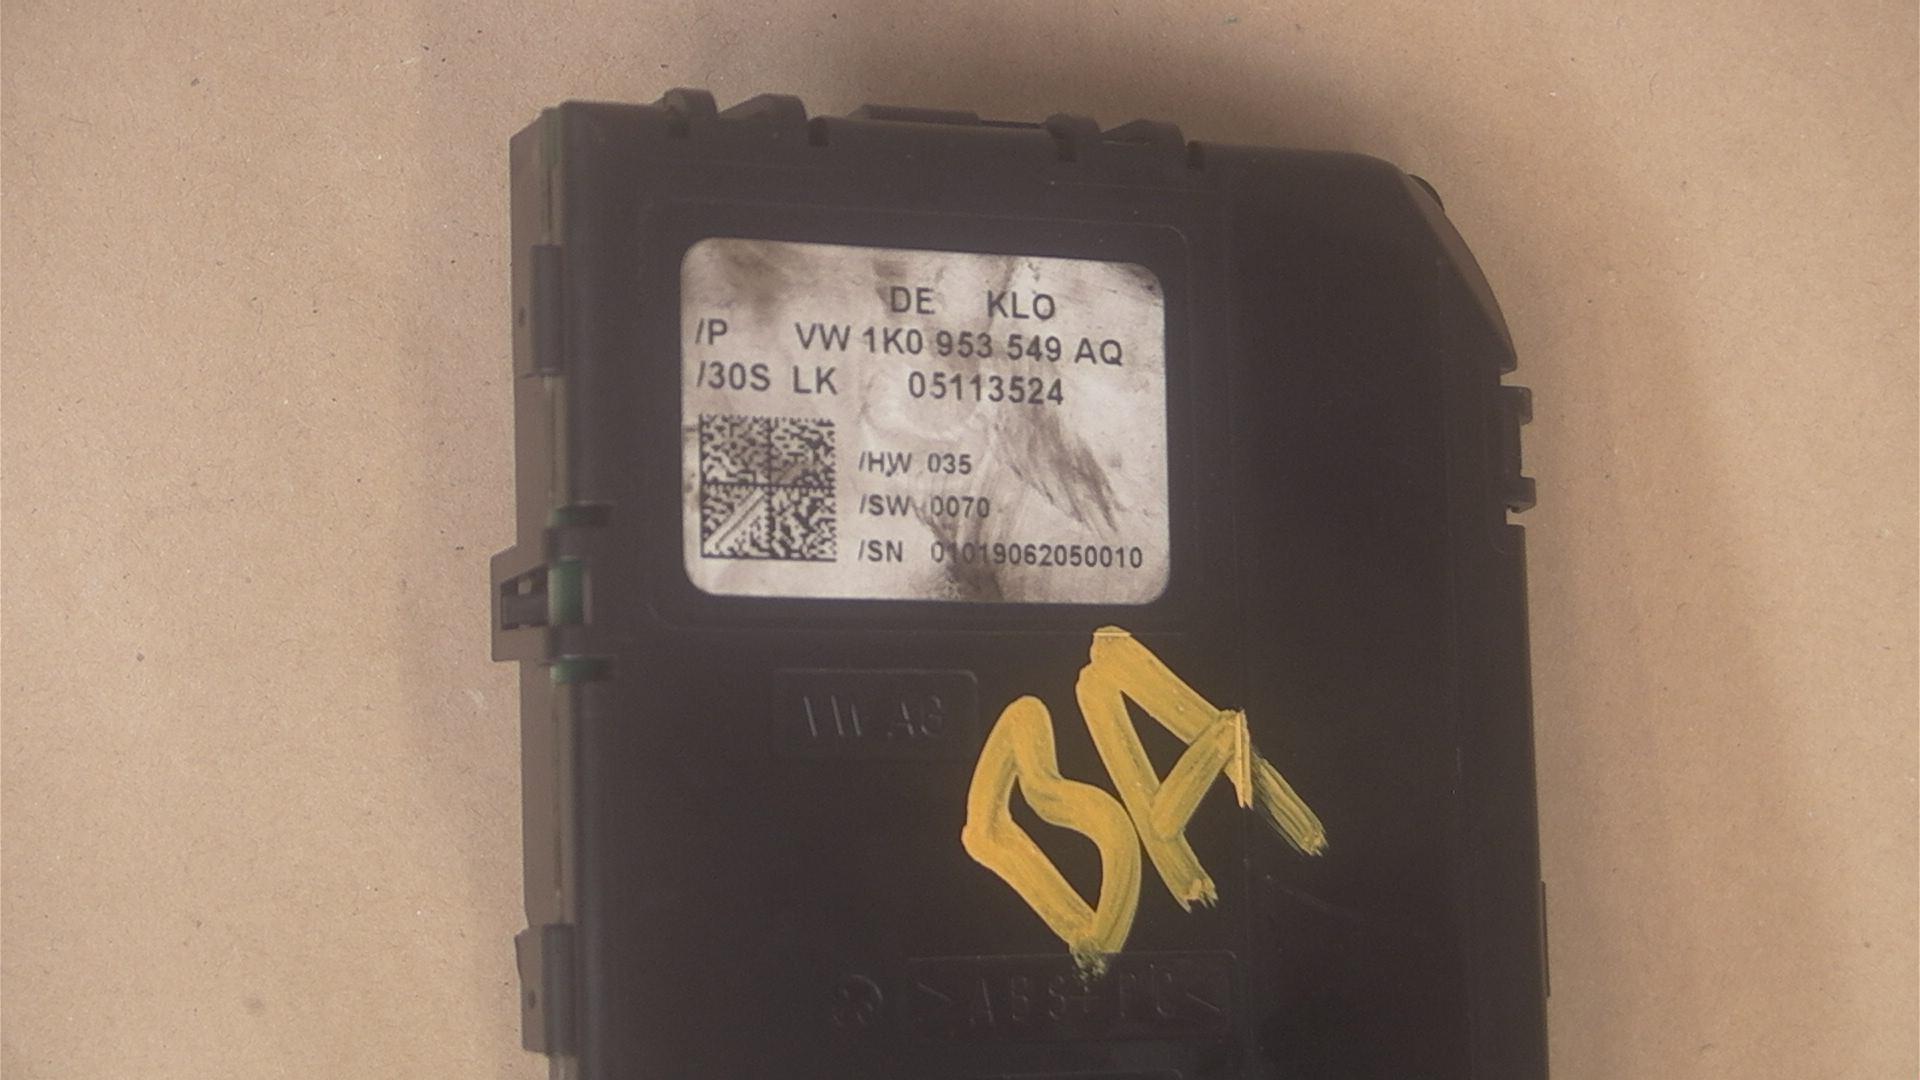 DE KLO
/P VW 1K0 953 549 AQ
/30S LK 05113524
/HW 035
/SW 0070
/SN 01019062050010
VW AG
BA
>ABS+PC<